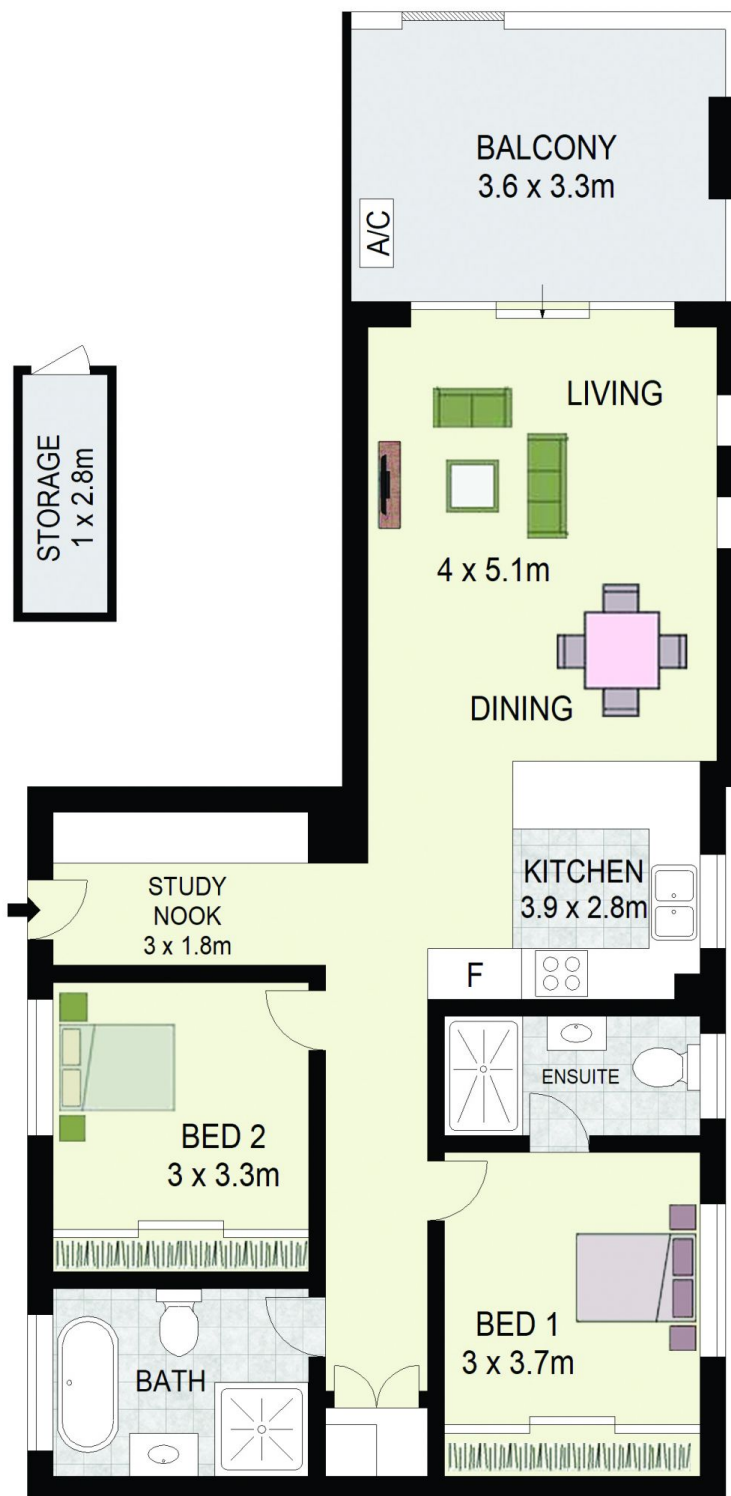 BALCONY
3.6 x 3.3m
A/C
LIVING
STORAGE
1 x 2.8m
4 x 5.1m
DINING
KITCHEN
3.9 x 2.8m
STUDY
NOOK
3 x 1.8m
F
ENSUITE
BED 2
3 x 3.3m
BED 1
3 x 3.7m
BATH